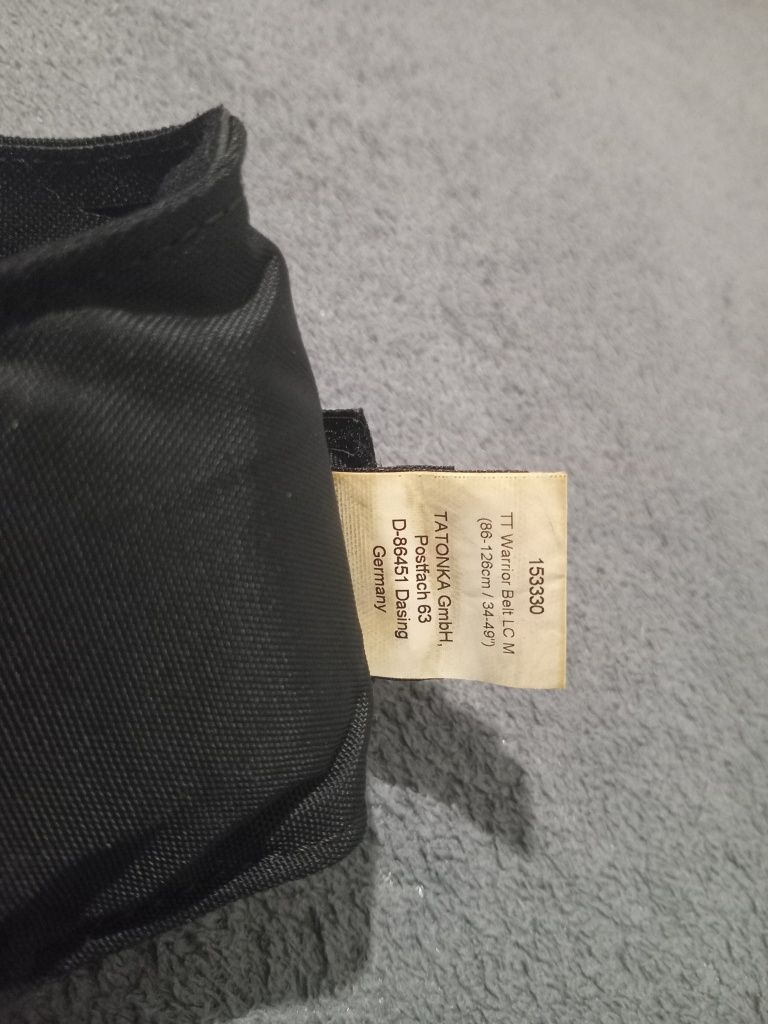 153330
TT Warrior Belt LC M
(86-126cm / 34-49")
TATONKA GmbH,
Postfach 63
D-86451 Dasing
Germany